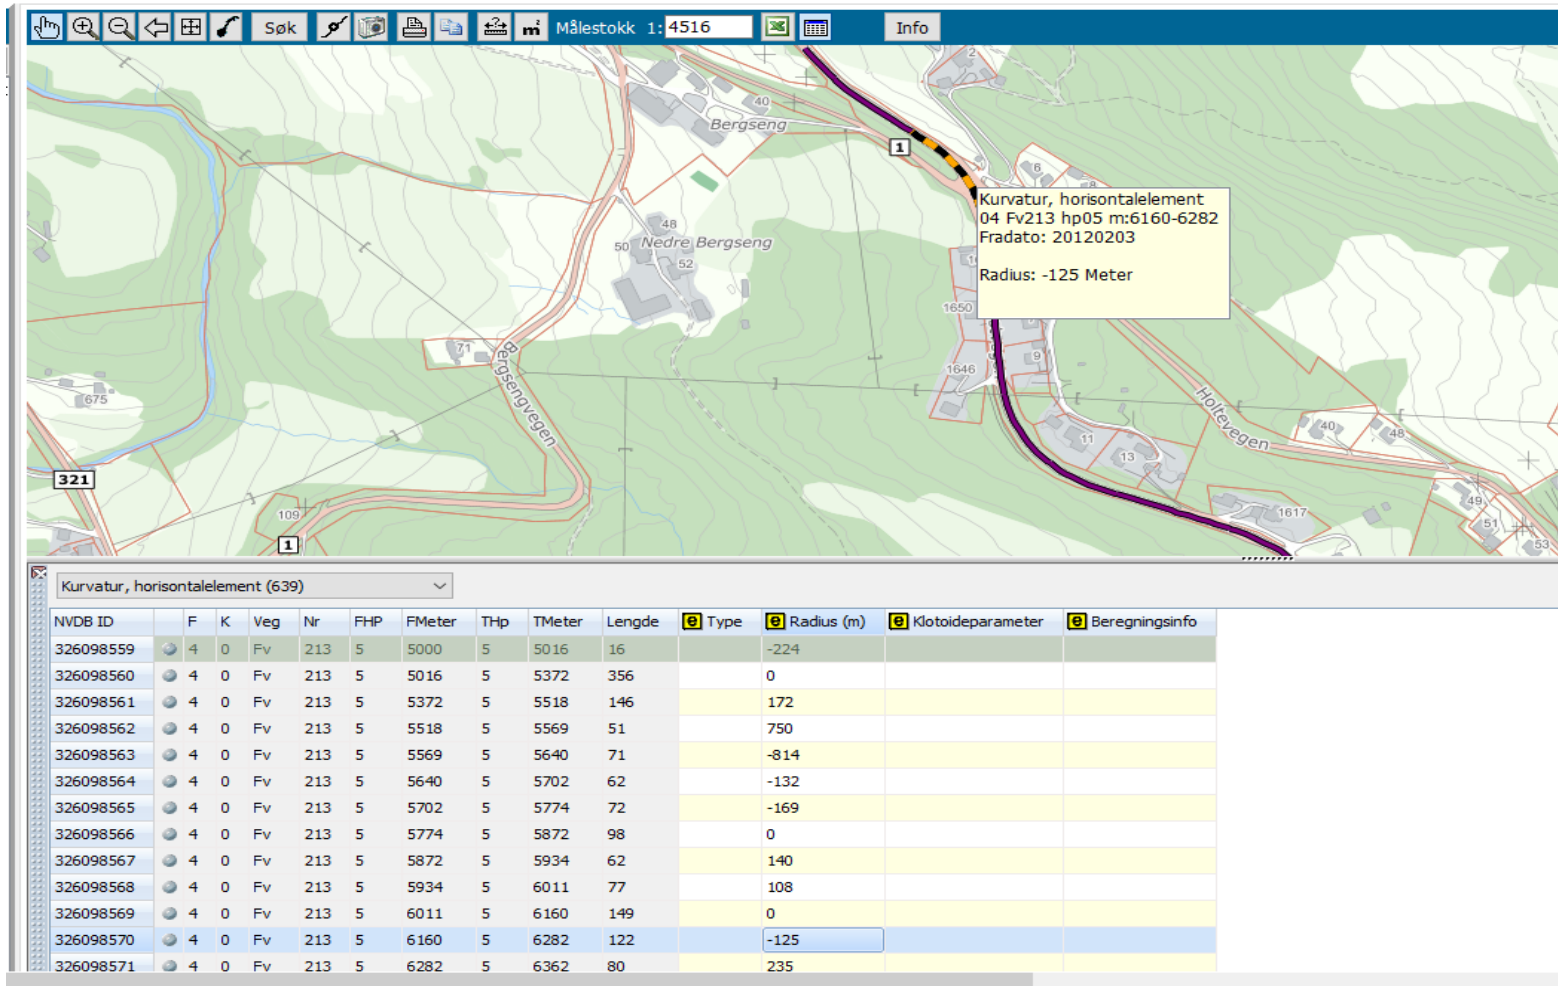 Søk
Målestokk 1: 4516
Info
2
40
Bergseng
1
6
8
Kurvatur, horisontalelement
04 Fv213 hp05 m:6160-6282
Fradato: 20120203
Radius: -125 Meter
48
50
Nedre Bergseng
52
1650
71
Bergsengvegen
9
1646
675
Holtevegen
11
40
48
13
321
109
49
1617
51
1
53
Kurvatur, horisontalelement (639)
NVDB ID F K Veg Nr FHP FMeter THp TMeter Lengde e Type e Radius (m) e Klotoideparameter e Beregningsinfo
326098559 4 0 Fv 213 5 5000 5 5016 16 -224
326098560 4 0 Fv 213 5 5016 5 5372 356 0
326098561 4 0 Fv 213 5 5372 5 5518 146 172
326098562 4 0 Fv 213 5 5518 5 5569 51 750
326098563 4 0 Fv 213 5 5569 5 5640 71 -814
326098564 4 0 Fv 213 5 5640 5 5702 62 -132
326098565 4 0 Fv 213 5 5702 5 5774 72 -169
326098566 4 0 Fv 213 5 5774 5 5872 98 0
326098567 4 0 Fv 213 5 5872 5 5934 62 140
326098568 4 0 Fv 213 5 5934 5 6011 77 108
326098569 4 0 Fv 213 5 6011 5 6160 149 0
326098570 4 0 Fv 213 5 6160 5 6282 122 -125
326098571 4 0 Fv 213 5 6282 5 6362 80 235